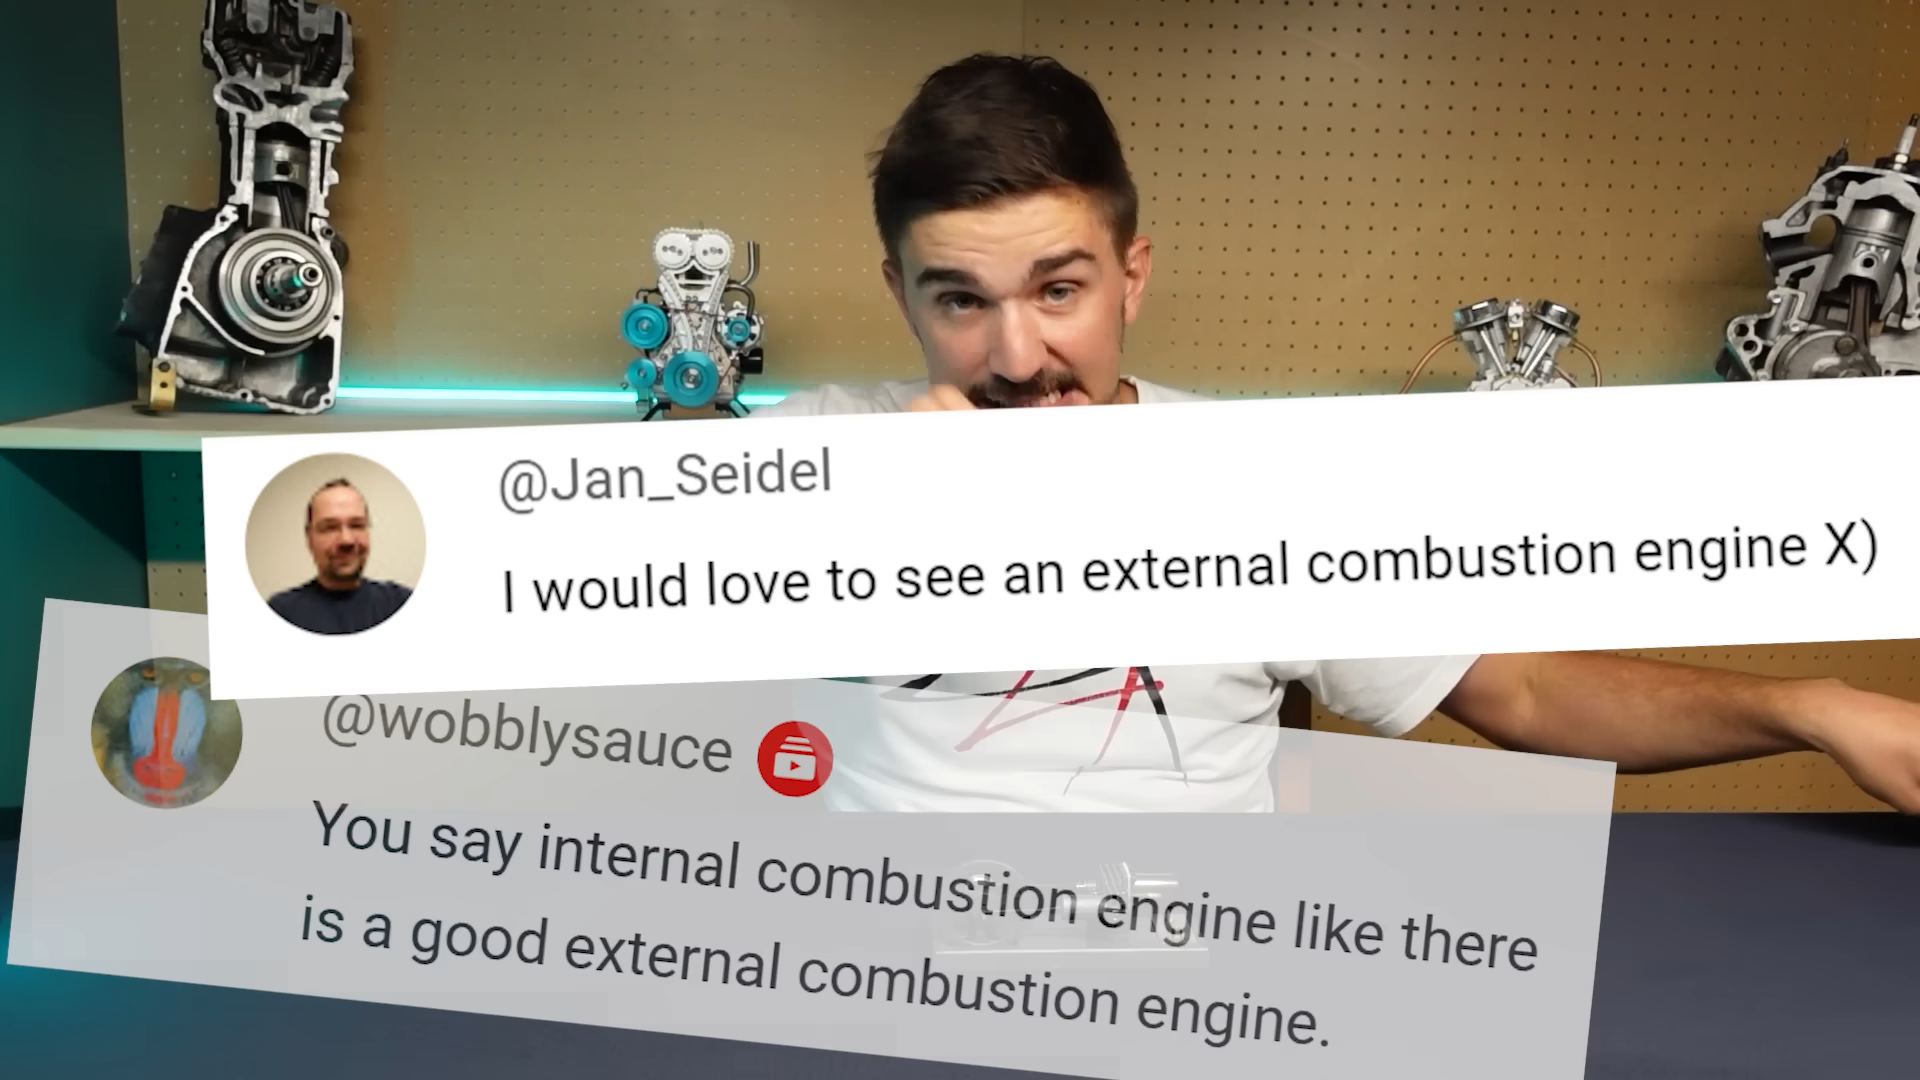 @Jan_Seidel
I would love to see an external combustion engine X)
@wobblysauce
You say internal combustion engine like there
is a good external combustion engine.